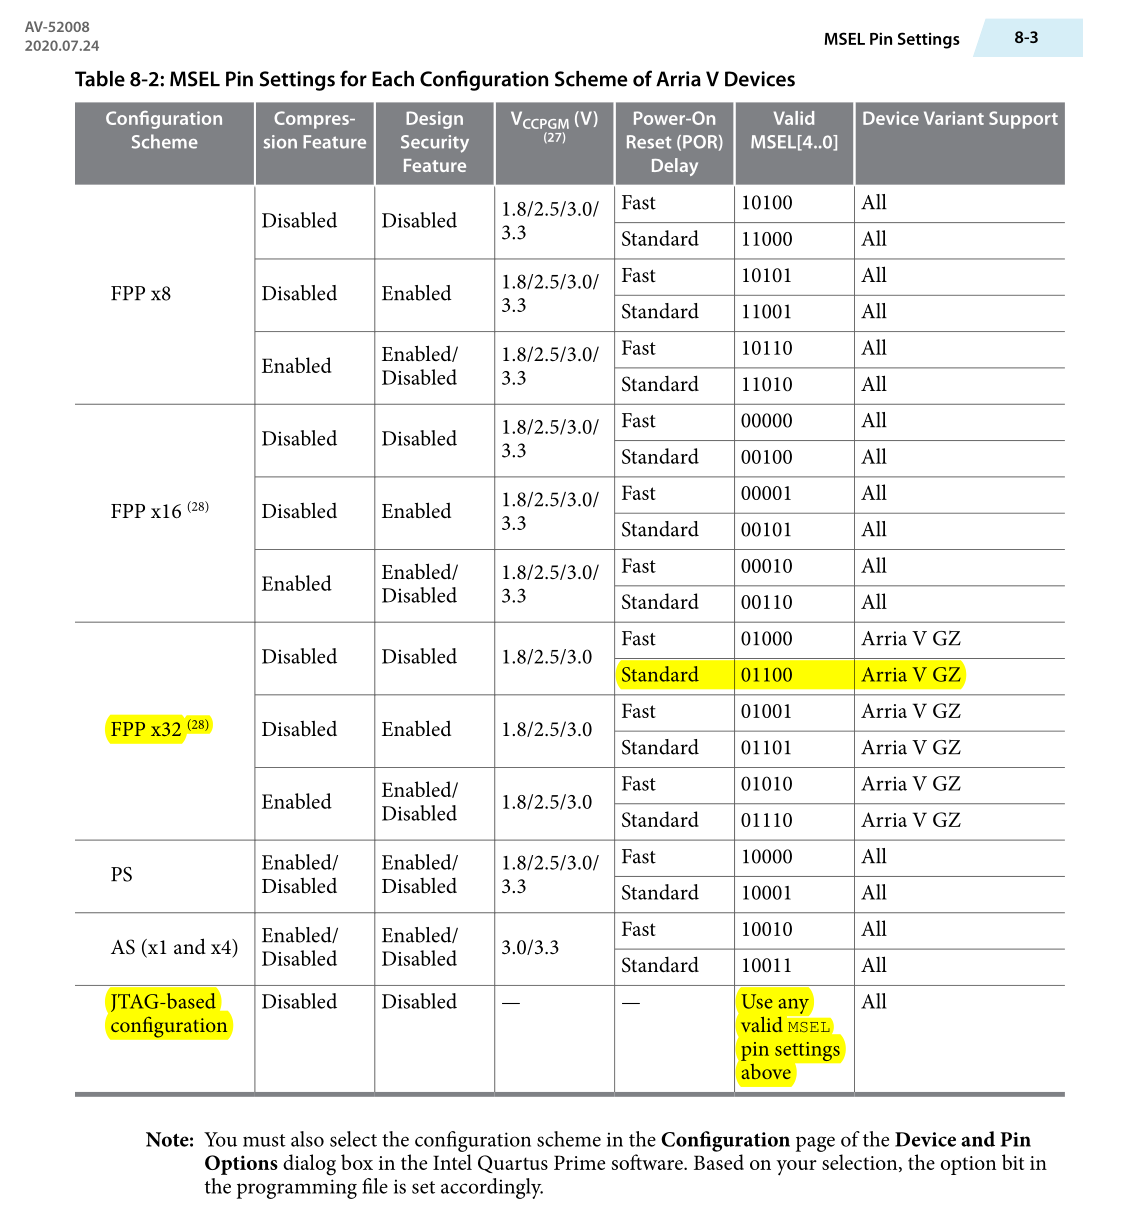 AV-52008
2020.07.24
MSEL Pin Settings
8-3
Table 8-2: MSEL Pin Settings for Each Configuration Scheme of Arria V Devices
Configuration
Scheme
Compres-
sion Feature
Design
Security
Feature
VCCPGM (V)
(27)
Power-On
Reset (POR)
Delay
Valid
MSEL[4..0]
Device Variant Support
FPP x8
Disabled
Disabled
1.8/2.5/3.0/
3.3
Fast
10100
All
Standard
11000
All
Disabled
Enabled
1.8/2.5/3.0/
3.3
Fast
10101
All
Standard
11001
All
Enabled
Enabled/
Disabled
1.8/2.5/3.0/
3.3
Fast
10110
All
Standard
11010
All
FPP x16 (28)
Disabled
Disabled
1.8/2.5/3.0/
3.3
Fast
00000
All
Standard
00100
All
Disabled
Enabled
1.8/2.5/3.0/
3.3
Fast
00001
All
Standard
00101
All
Enabled
Enabled/
Disabled
1.8/2.5/3.0/
3.3
Fast
00010
All
Standard
00110
All
FPP x32 (28)
Disabled
Disabled
1.8/2.5/3.0
Fast
01000
Arria V GZ
Standard
01100
Arria V GZ
Disabled
Enabled
1.8/2.5/3.0
Fast
01001
Arria V GZ
Standard
01101
Arria V GZ
Enabled
Enabled/
Disabled
1.8/2.5/3.0
Fast
01010
Arria V GZ
Standard
01110
Arria V GZ
PS
Enabled/
Disabled
Enabled/
Disabled
1.8/2.5/3.0/
3.3
Fast
10000
All
Standard
10001
All
AS (x1 and x4)
Enabled/
Disabled
Enabled/
Disabled
3.0/3.3
Fast
10010
All
Standard
10011
All
JTAG-based
configuration
Disabled
Disabled
—
—
Use any
valid MSEL
pin settings
above
All
Note: You must also select the configuration scheme in the Configuration page of the Device and Pin
Options dialog box in the Intel Quartus Prime software. Based on your selection, the option bit in
the programming file is set accordingly.